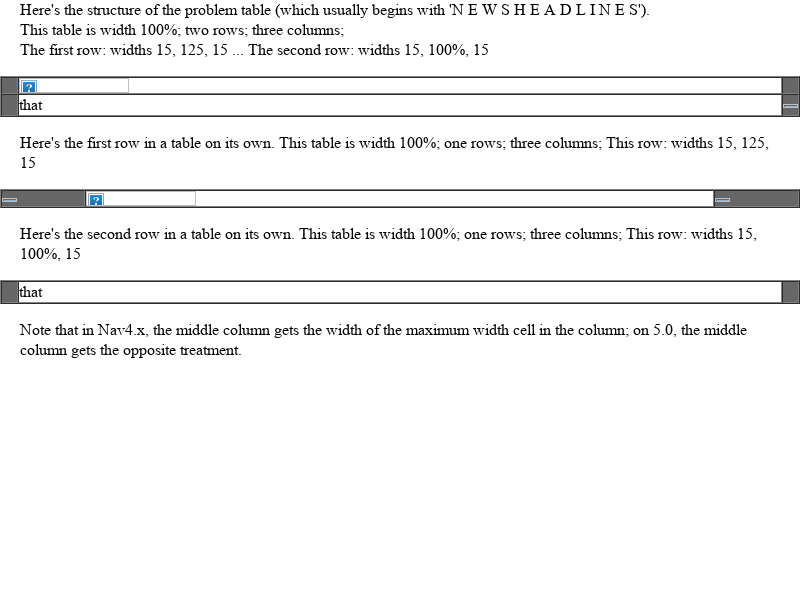 Here's the structure of the problem table (which usually begins with 'N E W S H E A D L I N E S').
This table is width 100%; two rows; three columns;
The first row: widths 15, 125, 15 ... The second row: widths 15, 100%, 15
that
Here's the first row in a table on its own. This table is width 100%; one rows; three columns; This row: widths 15, 125,
15
Here's the second row in a table on its own. This table is width 100%; one rows; three columns; This row: widths 15,
100%, 15
that
Note that in Nav4.x, the middle column gets the width of the maximum width cell in the column; on 5.0, the middle
column gets the opposite treatment.